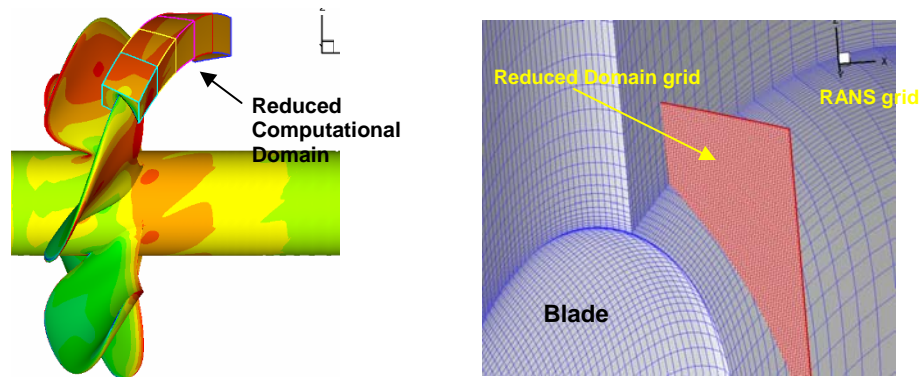 Z
Reduced
Computational
Domain
Reduced Domain grid
X
RANS grid
Blade